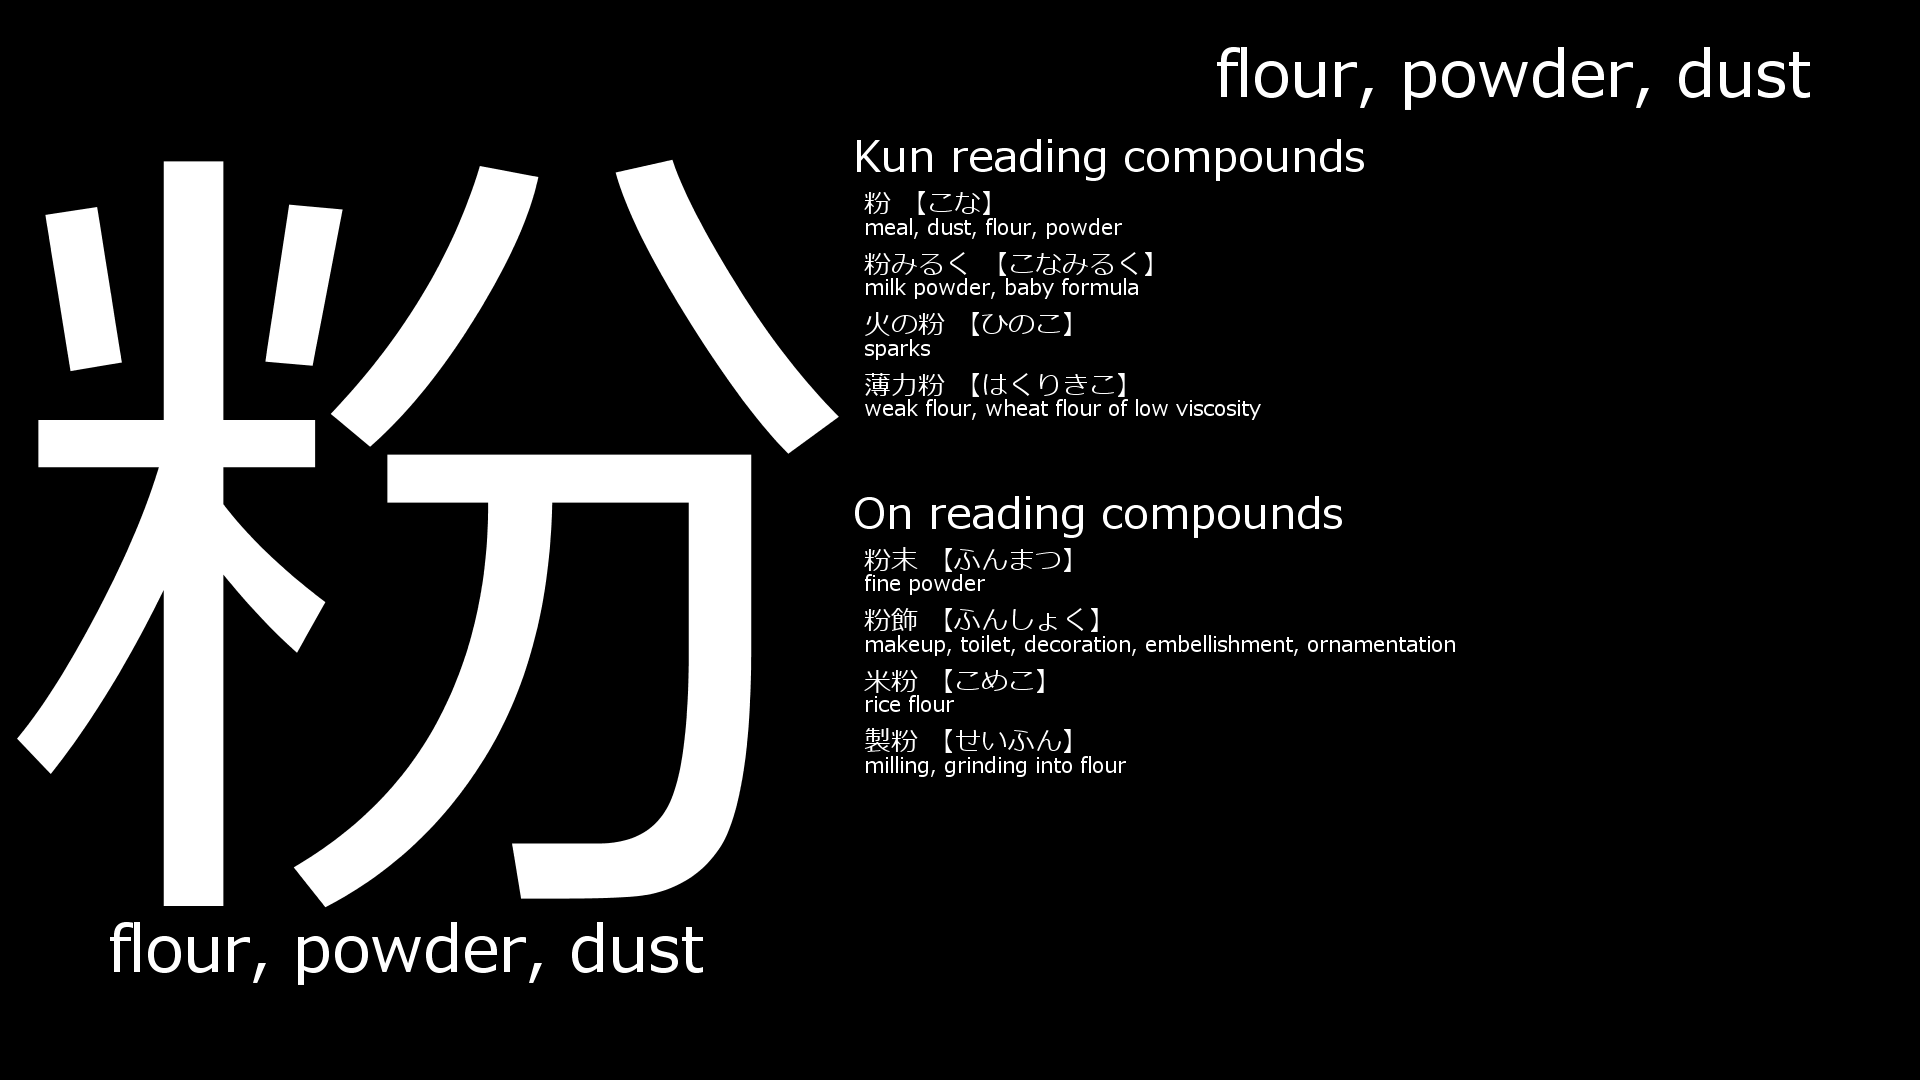 flour, powder, dust
粉
flour, powder, dust
Kun reading compounds
粉 【こな】
meal, dust, flour, powder
粉みるく 【こなみるく】
milk powder, baby formula
火の粉 【ひのこ】
sparks
薄力粉 【はくりきこ】
weak flour, wheat flour of low viscosity
On reading compounds
粉末 【ふんまつ】
fine powder
粉飾 【ふんしょく】
makeup, toilet, decoration, embellishment, ornamentation
米粉 【こめこ】
rice flour
製粉 【せいふん】
milling, grinding into flour